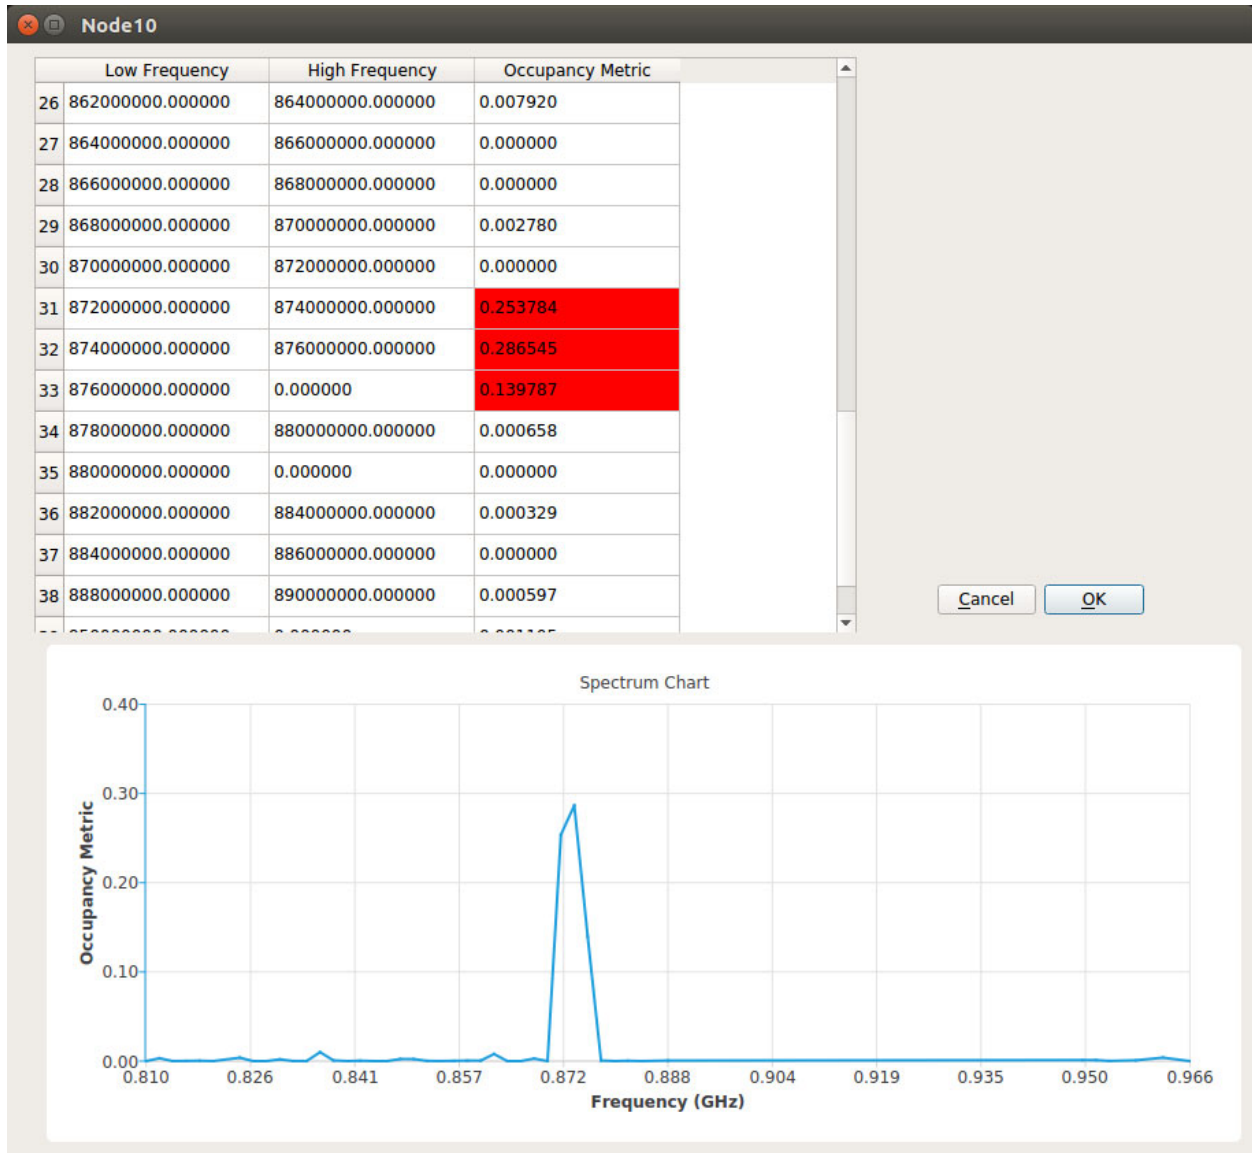 Node10
Low Frequency High Frequency Occupancy Metric
26 862000000.000000 864000000.000000 0.007920
27 864000000.000000 866000000.000000 0.000000
28 866000000.000000 868000000.000000 0.000000
29 868000000.000000 870000000.000000 0.002780
30 870000000.000000 872000000.000000 0.000000
31 872000000.000000 874000000.000000 0.253784
32 874000000.000000 876000000.000000 0.286545
33 876000000.000000 0.000000 0.139787
34 878000000.000000 880000000.000000 0.000658
35 880000000.000000 0.000000 0.000000
36 882000000.000000 884000000.000000 0.000329
37 884000000.000000 886000000.000000 0.000000
38 888000000.000000 890000000.000000 0.000597
Cancel OK
Spectrum Chart
0.40
0.30
0.20
0.10
0.00
Occupancy Metric
0.810 0.826 0.841 0.857 0.872 0.888 0.904 0.919 0.935 0.950 0.966
Frequency (GHz)